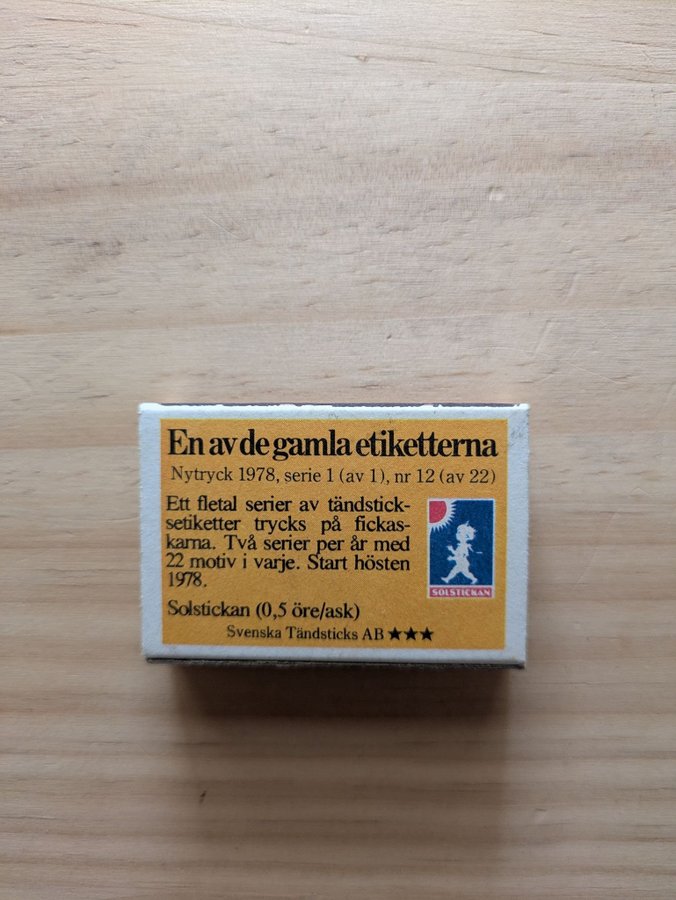 En av de gamla etiketterna
Nytryck 1978, serie 1 (av 1), nr 12 (av 22)
Ett fletal serier av tändstick-
setiketter trycks på fickas-
karna. Två serier per år med
22 motiv i varje. Start hösten
1978.
SOLSTICKAN
Solstickan (0,5 öre/ask)
Svenska Tändsticks AB ★★★